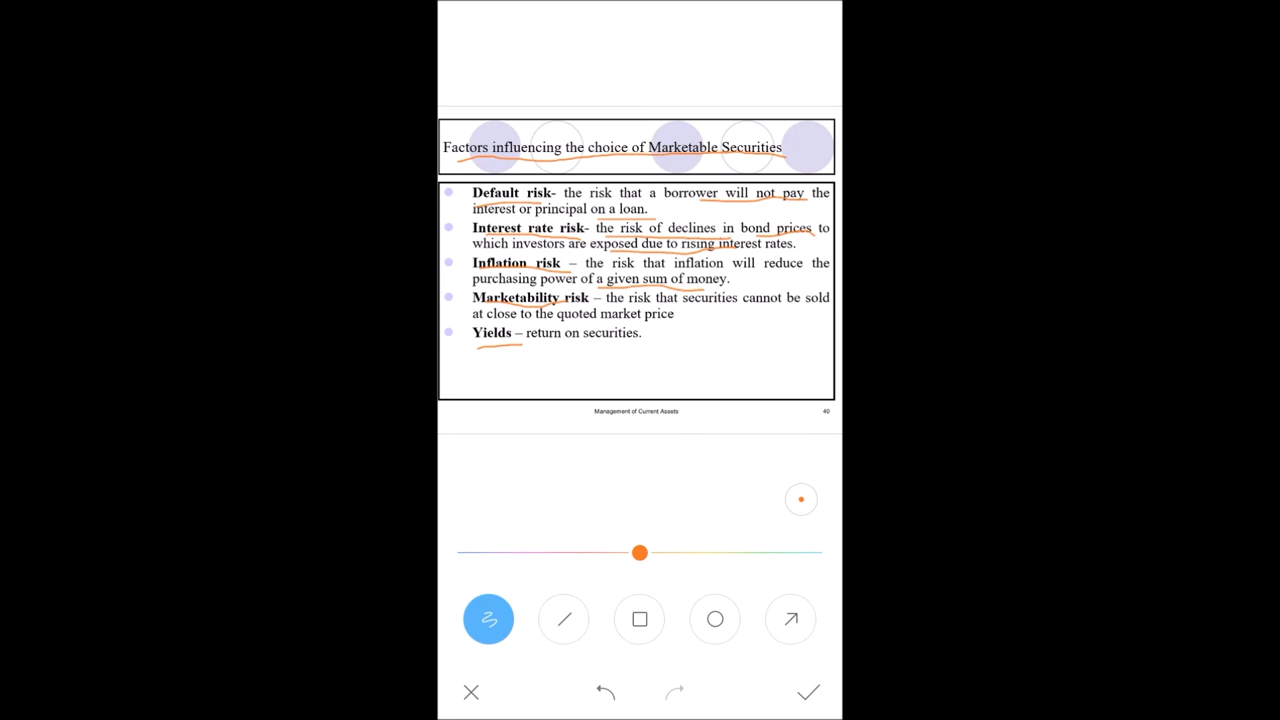 Factors influencing the choice of Marketable Securities
Default risk- the risk that a borrower will not pay the
interest or principal on a loan.
Interest rate risk- the risk of declines in bond prices to
which investors are exposed due to rising interest rates.
Inflation risk – the risk that inflation will reduce the
purchasing power of a given sum of money.
Marketability risk – the risk that securities cannot be sold
at close to the quoted market price
Yields – return on securities.
Management of Current Assets
40